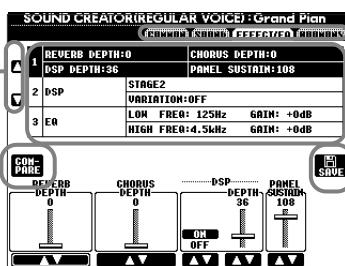 SOUND CREATOR(REGULAR VOICE) : Grand Pian
SOUND EFFECT/EQ HARMONY
1 REVERB DEPTH:0 CHORUS DEPTH:0
DSP DEPTH:36 PANEL SUSTAIN:108
2 DSP STAGE2
VARIATION:OFF
3 EQ LOW FREQ: 125Hz GAIN: +0dB
HIGH FREQ:4.5kHz GAIN: +0dB
COM-
PARE
SAVE
REVERB CHORUS DSP PANEL
DEPTH DEPTH DEPTH SUSTAIN
0 0 36 108
ON
OFF